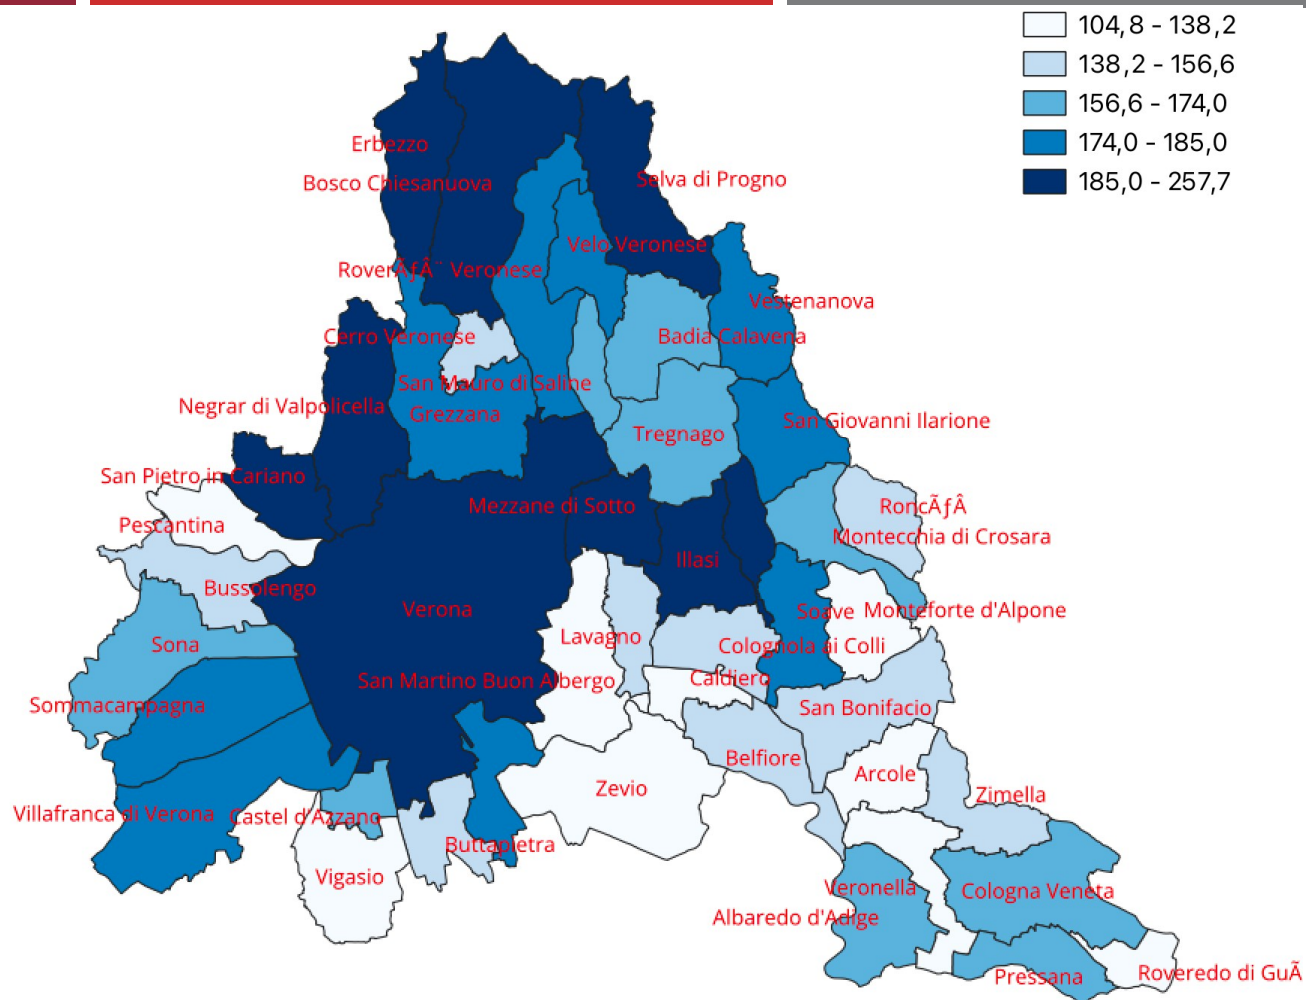 104,8 - 138,2
138,2 - 156,6
156,6 - 174,0
174,0 - 185,0
185,0 - 257,7
Erbezzo
Bosco Chiesanuova
Selva di Progno
Velo Veronese
RoverÃƒÂ¨ Veronese
Vestenanova
Cerro Veronese
Badia Calavena
San Mauro di Saline
Negrar di Valpolicella
Grezzana
San Giovanni Ilarione
Tregnago
San Pietro in Cariano
Mezzane di Sotto
RoncÃƒÂ
Pescantina
Montecchia di Crosara
Illasi
Bussolengo
Verona
Soave
Monteforte d'Alpone
Lavagno
Sona
Colognola ai Colli
San Martino Buon Albergo
Caldiero
Sommacampagna
San Bonifacio
Belfiore
Arcole
Zevio
Zimella
Villafranca di Verona
Castel d'Azzano
Buttapietra
Vigasio
Veronella
Cologna Veneta
Albaredo d'Adige
Pressana
Roveredo di GuÃ